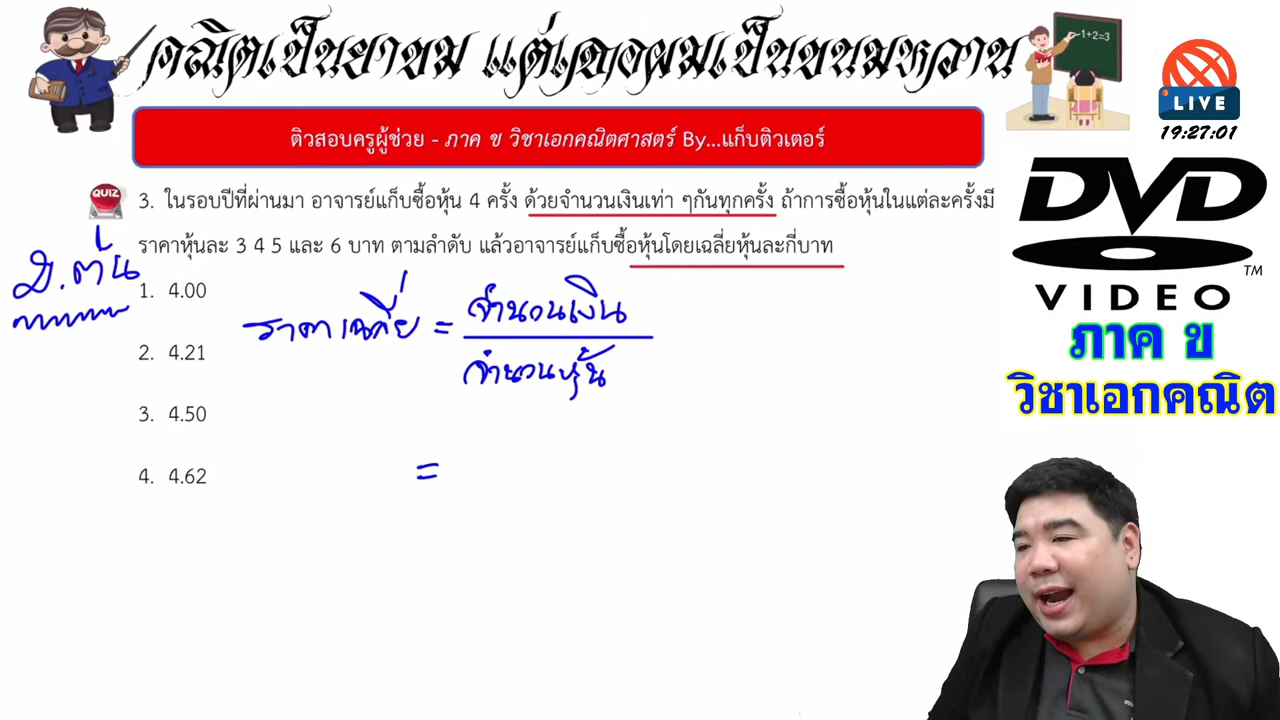 คณิตเป็นยาขม แต่เคอผมเป็นขนมหวาน
1+2=3
LIVE
19:27:01
ติวสอบครูผู้ช่วย - ภาค ข วิชาเอกคณิตศาสตร์ By...แก็บติวเตอร์
QUIZ
3. ในรอบปีที่ผ่านมา อาจารย์แก็บซื้อหุ้น 4 ครั้ง ด้วยจำนวนเงินเท่า ๆกันทุกครั้ง ถ้าการซื้อหุ้นในแต่ละครั้งมี
ราคาหุ้นละ 3 4 5 และ 6 บาท ตามลำดับ แล้วอาจารย์แก็บซื้อหุ้นโดยเฉลี่ยหุ้นละกี่บาท
ม.ต้น
1. 4.00
2. 4.21
3. 4.50
4. 4.62
ราคาเฉลี่ย = จำนวนเงิน
จำนวนหุ้น
=
DVD
VIDEO
TM
ภาค ข
วิชาเอกคณิต